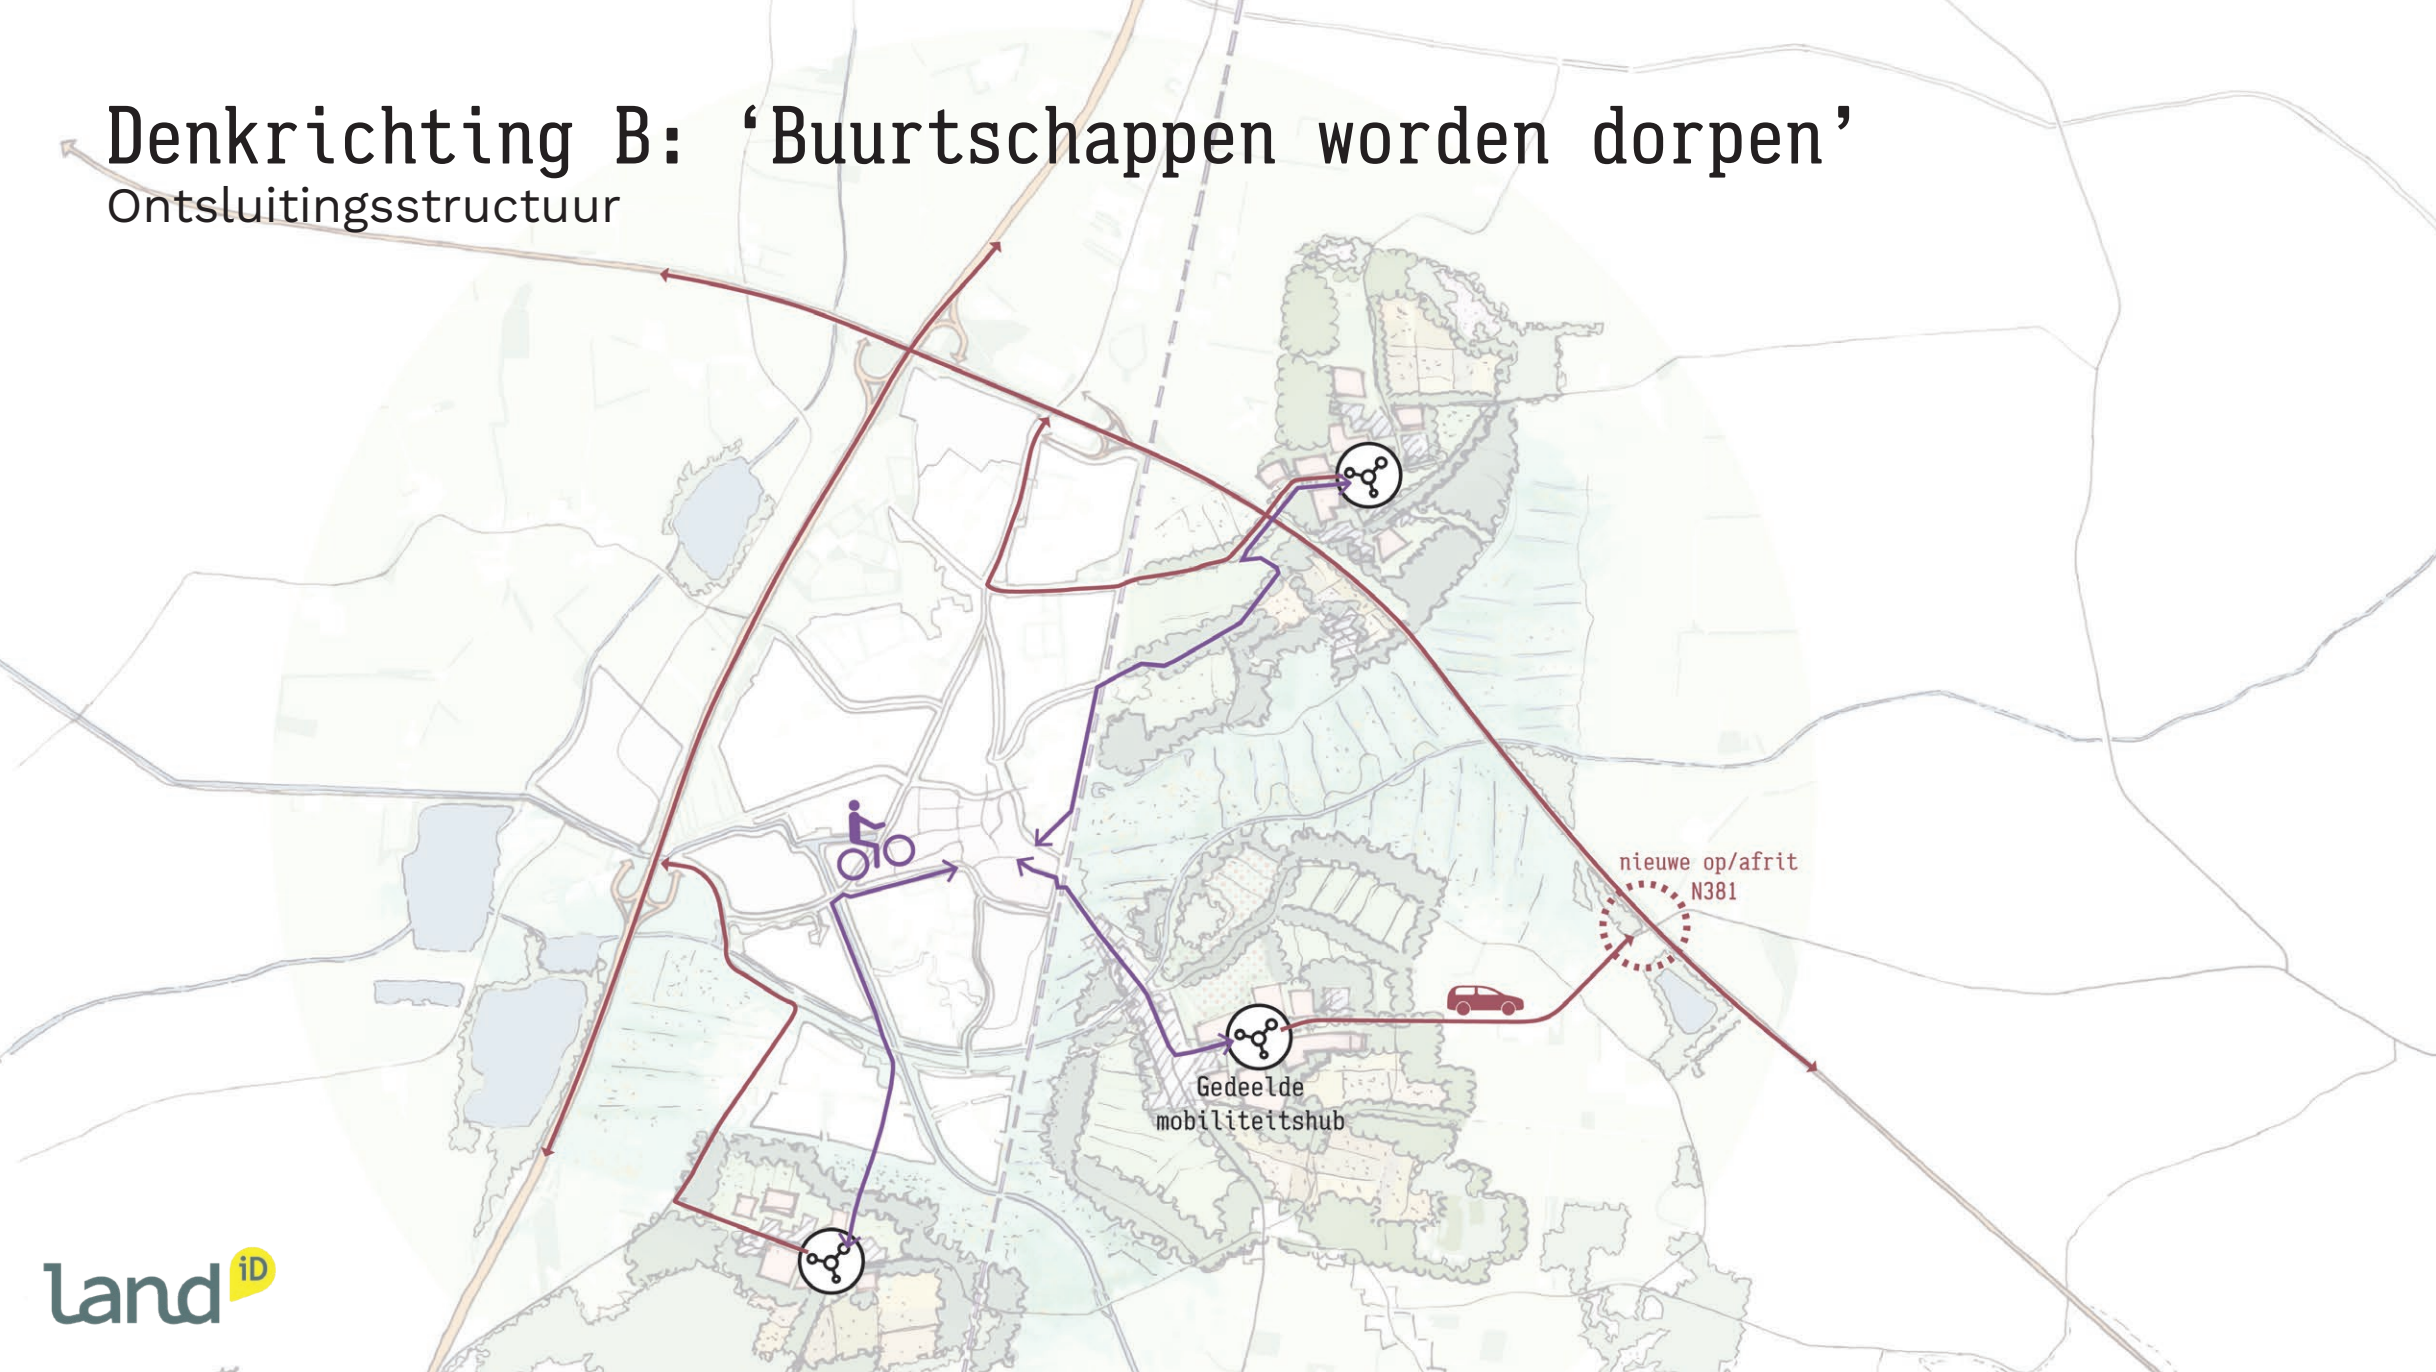 Denkrichting B: ‘Buurtschappen worden dorpen’
Ontsluitingsstructuur
nieuwe op/afrit
N381
Gedeelde
mobiliteitshub
land iD